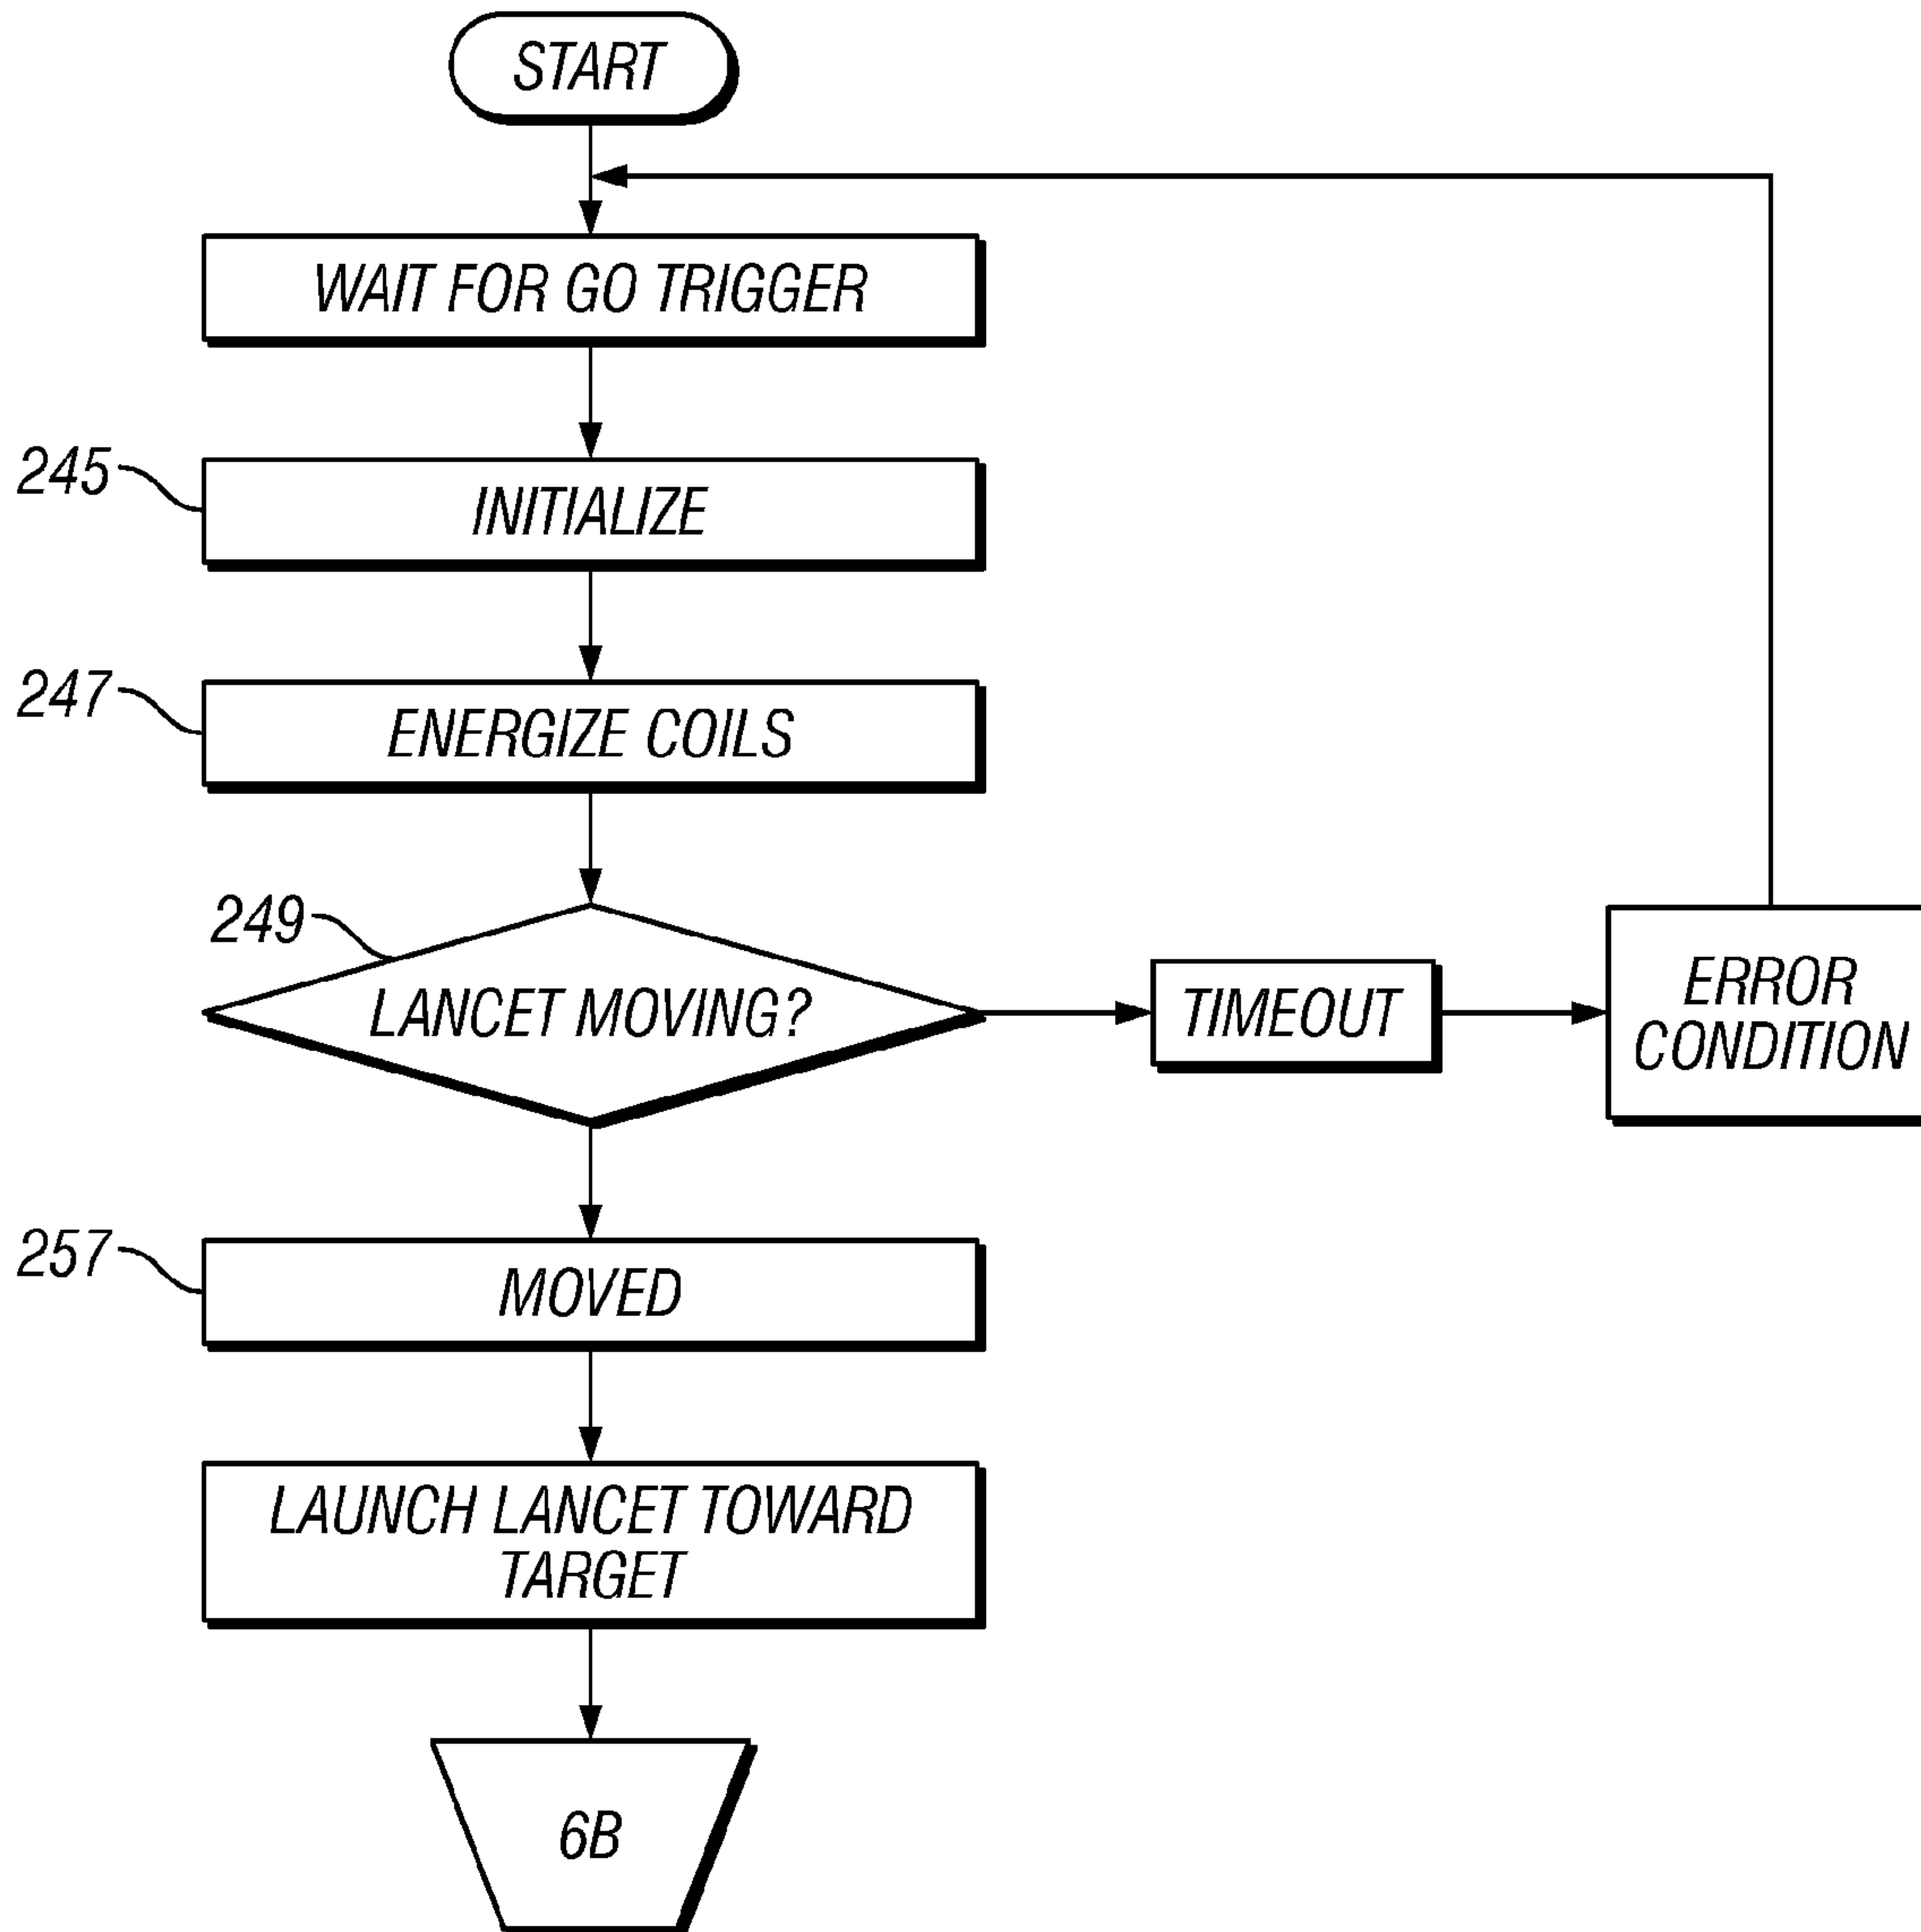 START
WAIT FOR GO TRIGGER
245
INITIALIZE
247
ENERGIZE COILS
249
LANCET MOVING?
TIMEOUT
ERROR
CONDITION
257
MOVED
LAUNCH LANCET TOWARD
TARGET
6B